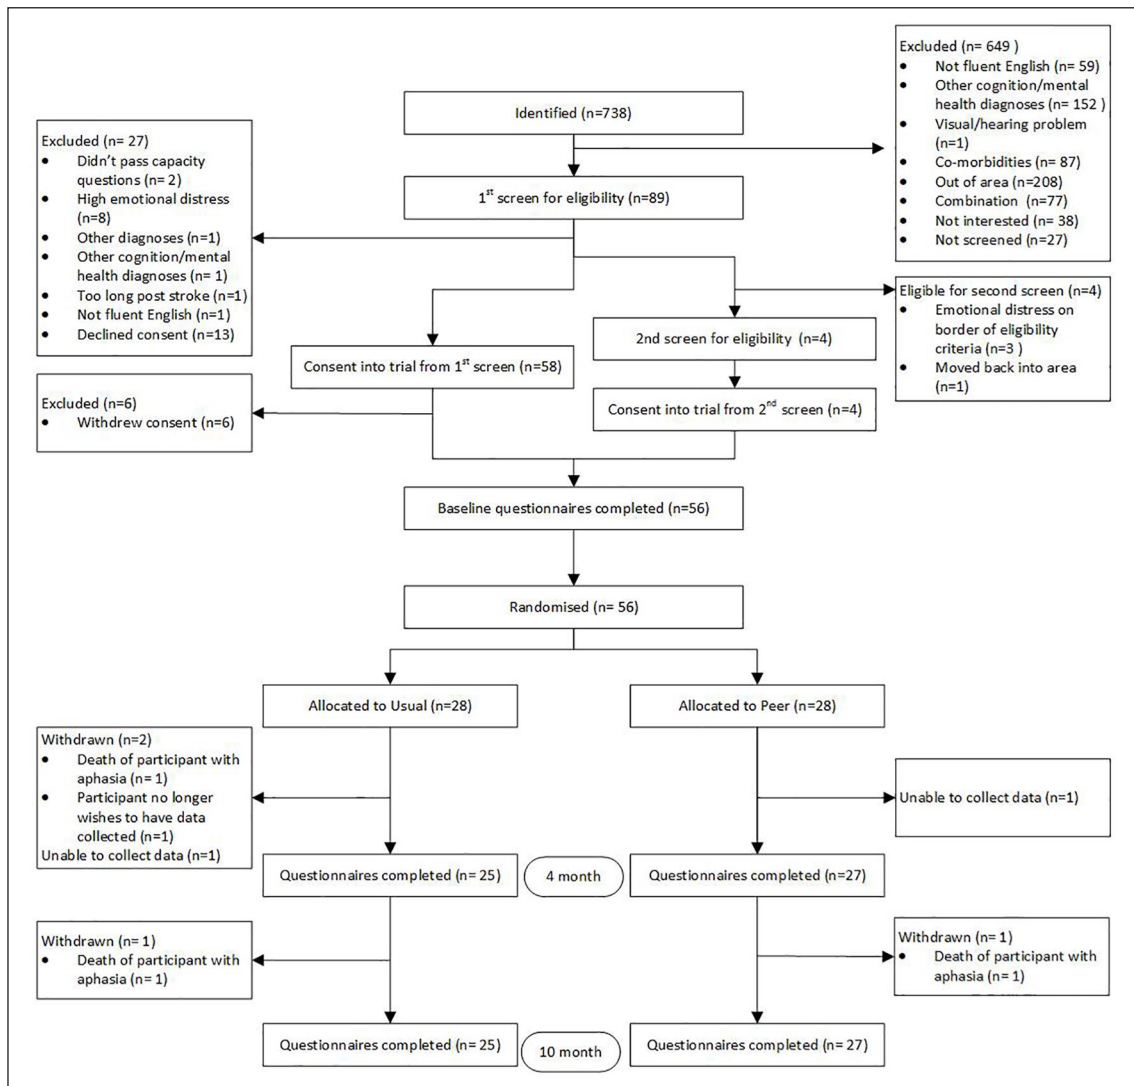 Identified (n=738)
Excluded (n= 649 )
• Not fluent English (n= 59)
• Other cognition/mental
health diagnoses (n= 152 )
• Visual/hearing problem
(n=1)
• Co-morbidities (n= 87)
• Out of area (n=208)
• Combination (n=77)
• Not interested (n= 38)
• Not screened (n=27)
1st screen for eligibility (n=89)
Excluded (n= 27)
• Didn't pass capacity
questions (n= 2)
• High emotional distress
(n=8)
• Other diagnoses (n=1)
• Other cognition/mental
health diagnoses (n= 1)
• Too long post stroke (n=1)
• Not fluent English (n=1)
• Declined consent (n=13)
Eligible for second screen (n=4)
• Emotional distress on
border of eligibility
criteria (n=3 )
• Moved back into area
(n=1)
2nd screen for eligibility (n=4)
Consent into trial from 1st screen (n=58)
Consent into trial from 2nd screen (n=4)
Excluded (n=6)
• Withdrew consent (n=6)
Baseline questionnaires completed (n=56)
Randomised (n= 56)
Allocated to Usual (n=28)
Allocated to Peer (n=28)
Withdrawn (n=2)
• Death of participant with
aphasia (n= 1)
• Participant no longer
wishes to have data
collected (n=1)
Unable to collect data (n=1)
Unable to collect data (n=1)
Questionnaires completed (n= 25)
4 month
Questionnaires completed (n=27)
Withdrawn (n= 1)
• Death of participant with
aphasia (n= 1)
Withdrawn (n= 1)
• Death of participant with
aphasia (n= 1)
Questionnaires completed (n= 25)
10 month
Questionnaires completed (n= 27)